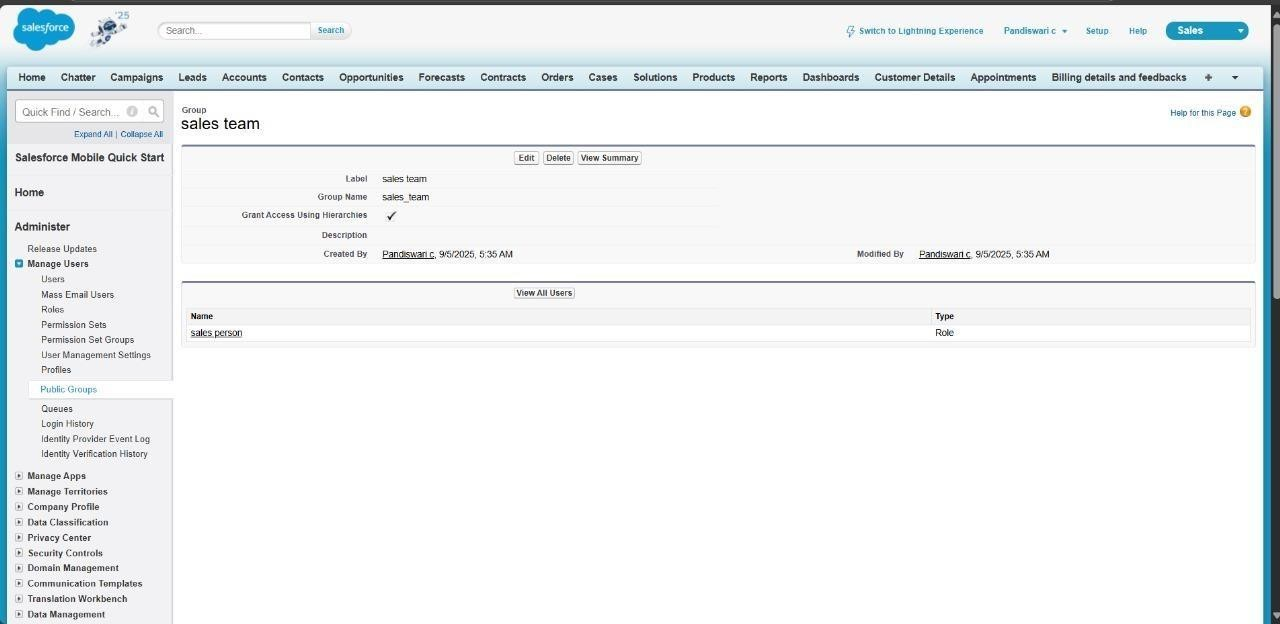 salesforce
'25
Search...
Search
Switch to Lightning Experience
Pandiswari c
Setup
Help
Sales
Home Chatter Campaigns Leads Accounts Contacts Opportunities Forecasts Contracts Orders Cases Solutions Products Reports Dashboards Customer Details Appointments Billing details and feedbacks +
Quick Find / Search...
Expand All | Collapse All
Salesforce Mobile Quick Start
Home
Administer
Release Updates
Manage Users
Users
Mass Email Users
Roles
Permission Sets
Permission Set Groups
User Management Settings
Profiles
Public Groups
Queues
Login History
Identity Provider Event Log
Identity Verification History
Manage Apps
Manage Territories
Company Profile
Data Classification
Privacy Center
Security Controls
Domain Management
Communication Templates
Translation Workbench
Data Management
Group
sales team
Help for this Page ?
Edit Delete View Summary
Label sales team
Group Name sales_team
Grant Access Using Hierarchies ✓
Description
Created By Pandiswari c, 9/5/2025, 5:35 AM Modified By Pandiswari c, 9/5/2025, 5:35 AM
View All Users
Name Type
sales person Role